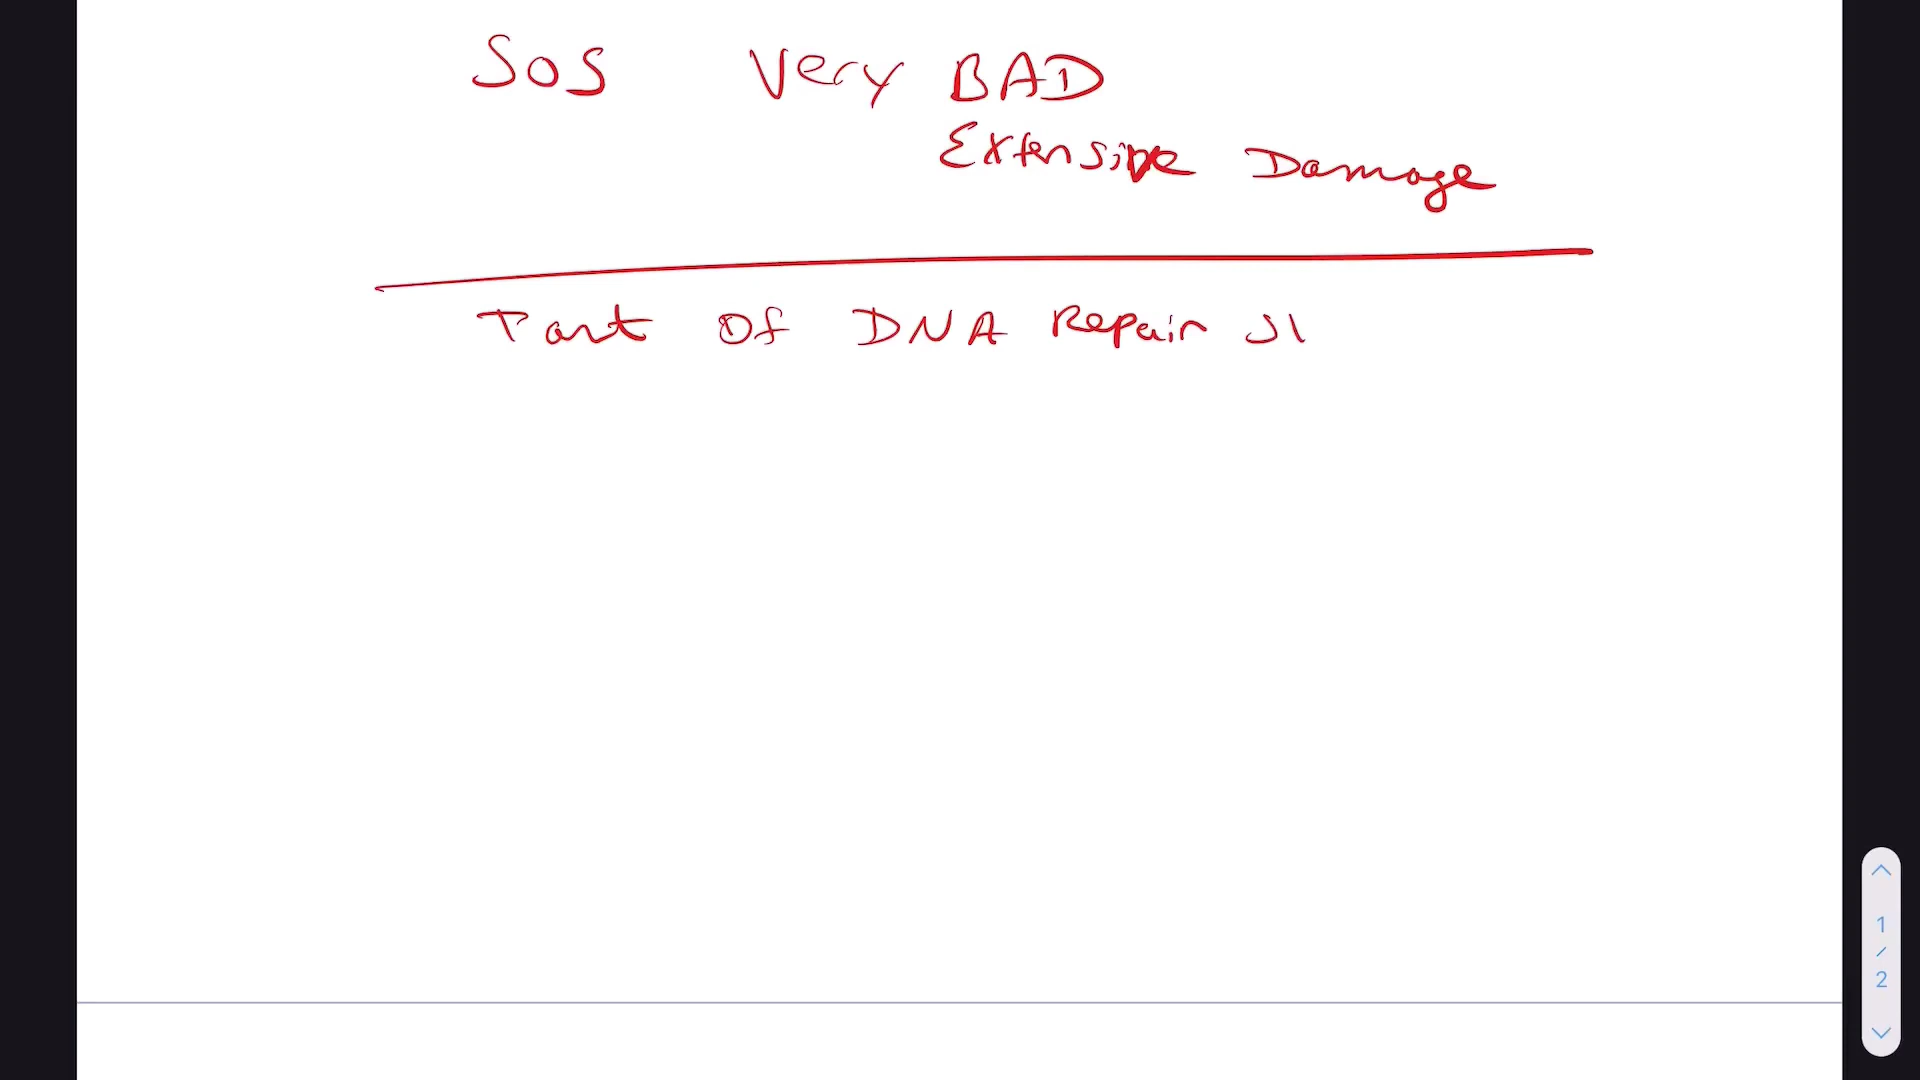 SOS Very BAD
Extensive Damage
Part Of DNA Repair
1
/
2